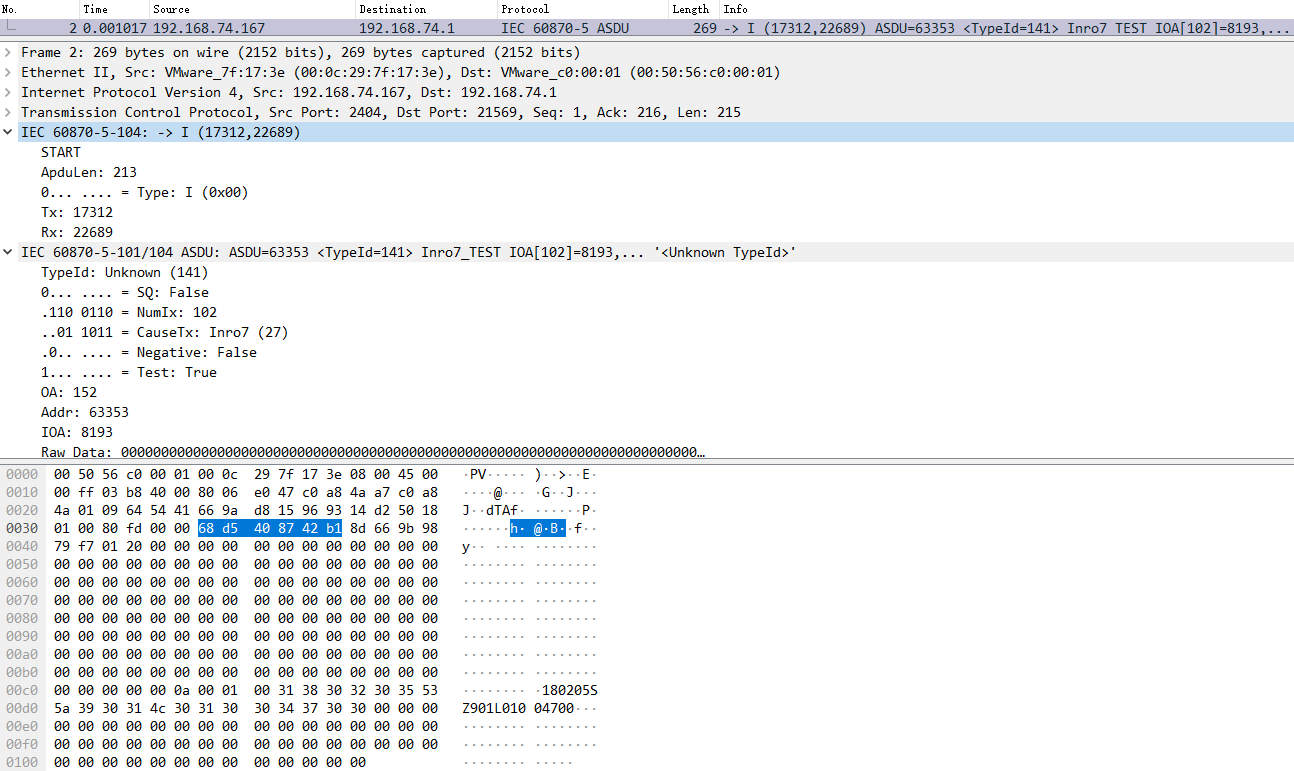 No. Time Source Destination Protocol Length Info
2 0.001017 192.168.74.167 192.168.74.1 IEC 60870-5 ASDU 269 -> I (17312,22689) ASDU=63353 <TypeId=141> Inro7_TEST IOA[102]=8193,...
Frame 2: 269 bytes on wire (2152 bits), 269 bytes captured (2152 bits)
Ethernet II, Src: VMware_7f:17:3e (00:0c:29:7f:17:3e), Dst: VMware_c0:00:01 (00:50:56:c0:00:01)
Internet Protocol Version 4, Src: 192.168.74.167, Dst: 192.168.74.1
Transmission Control Protocol, Src Port: 2404, Dst Port: 21569, Seq: 1, Ack: 216, Len: 215
IEC 60870-5-104: -> I (17312,22689)
START
ApduLen: 213
0... .... = Type: I (0x00)
Tx: 17312
Rx: 22689
IEC 60870-5-101/104 ASDU: ASDU=63353 <TypeId=141> Inro7_TEST IOA[102]=8193,... '<Unknown TypeId>'
TypeId: Unknown (141)
0... .... = SQ: False
.110 0110 = NumIx: 102
..01 1011 = CauseTx: Inro7 (27)
.0.. .... = Negative: False
1... .... = Test: True
OA: 152
Addr: 63353
IOA: 8193
Raw Data: 000000000000000000000000000000000000000000000000000000000000000000000000…
0000 00 50 56 c0 00 01 00 0c 29 7f 17 3e 08 00 45 00 ·PV····· )··>··E·
0010 00 ff 03 b8 40 00 80 06 e0 47 c0 a8 4a a7 c0 a8 ····@··· ·G··J···
0020 4a 01 09 64 54 41 66 9a d8 15 96 93 14 d2 50 18 J··dTAf· ······P·
0030 01 00 80 fd 00 00 68 d5 40 87 42 b1 8d 66 9b 98 ······h· @·B··f··
0040 79 f7 01 20 00 00 00 00 00 00 00 00 00 00 00 00 y·· ···· ········
0050 00 00 00 00 00 00 00 00 00 00 00 00 00 00 00 00 ········ ········
0060 00 00 00 00 00 00 00 00 00 00 00 00 00 00 00 00 ········ ········
0070 00 00 00 00 00 00 00 00 00 00 00 00 00 00 00 00 ········ ········
0080 00 00 00 00 00 00 00 00 00 00 00 00 00 00 00 00 ········ ········
0090 00 00 00 00 00 00 00 00 00 00 00 00 00 00 00 00 ········ ········
00a0 00 00 00 00 00 00 00 00 00 00 00 00 00 00 00 00 ········ ········
00b0 00 00 00 00 00 00 00 00 00 00 00 00 00 00 00 00 ········ ········
00c0 00 00 00 00 00 0a 00 01 00 31 38 30 32 30 35 53 ········ ·180205S
00d0 5a 39 30 31 4c 30 31 30 30 34 37 30 30 00 00 00 Z901L010 04700···
00e0 00 00 00 00 00 00 00 00 00 00 00 00 00 00 00 00 ········ ········
00f0 00 00 00 00 00 00 00 00 00 00 00 00 00 00 00 00 ········ ········
0100 00 00 00 00 00 00 00 00 00 00 00 00 00 ········ ·····